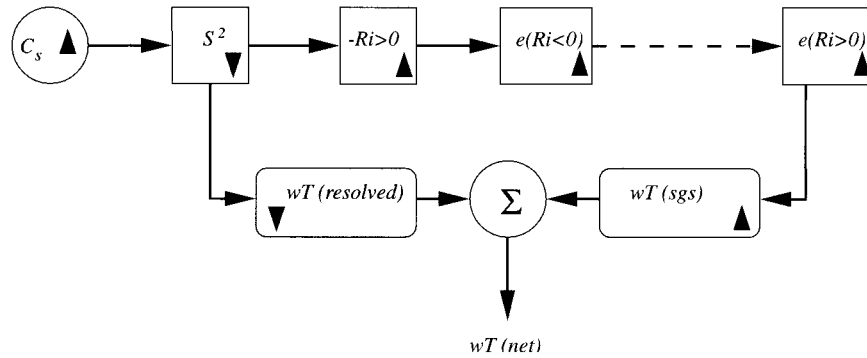 C_s
S^2
-Ri>0
e(Ri<0)
e(Ri>0)
wT (resolved)
Σ
wT (sgs)
wT (net)